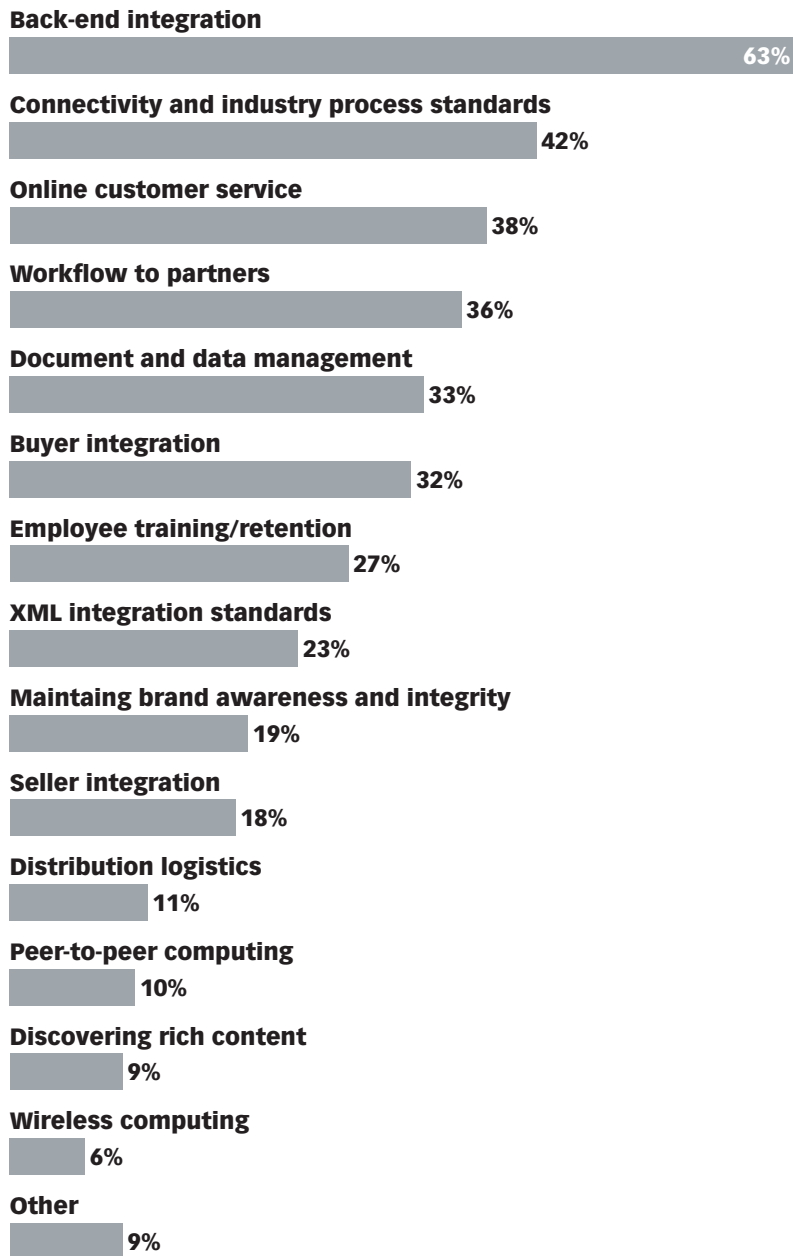 Back-end integration
63%
Connectivity and industry process standards
42%
Online customer service
38%
Workflow to partners
36%
Document and data management
33%
Buyer integration
32%
Employee training/retention
27%
XML integration standards
23%
Maintaing brand awareness and integrity
19%
Seller integration
18%
Distribution logistics
11%
Peer-to-peer computing
10%
Discovering rich content
9%
Wireless computing
6%
Other
9%